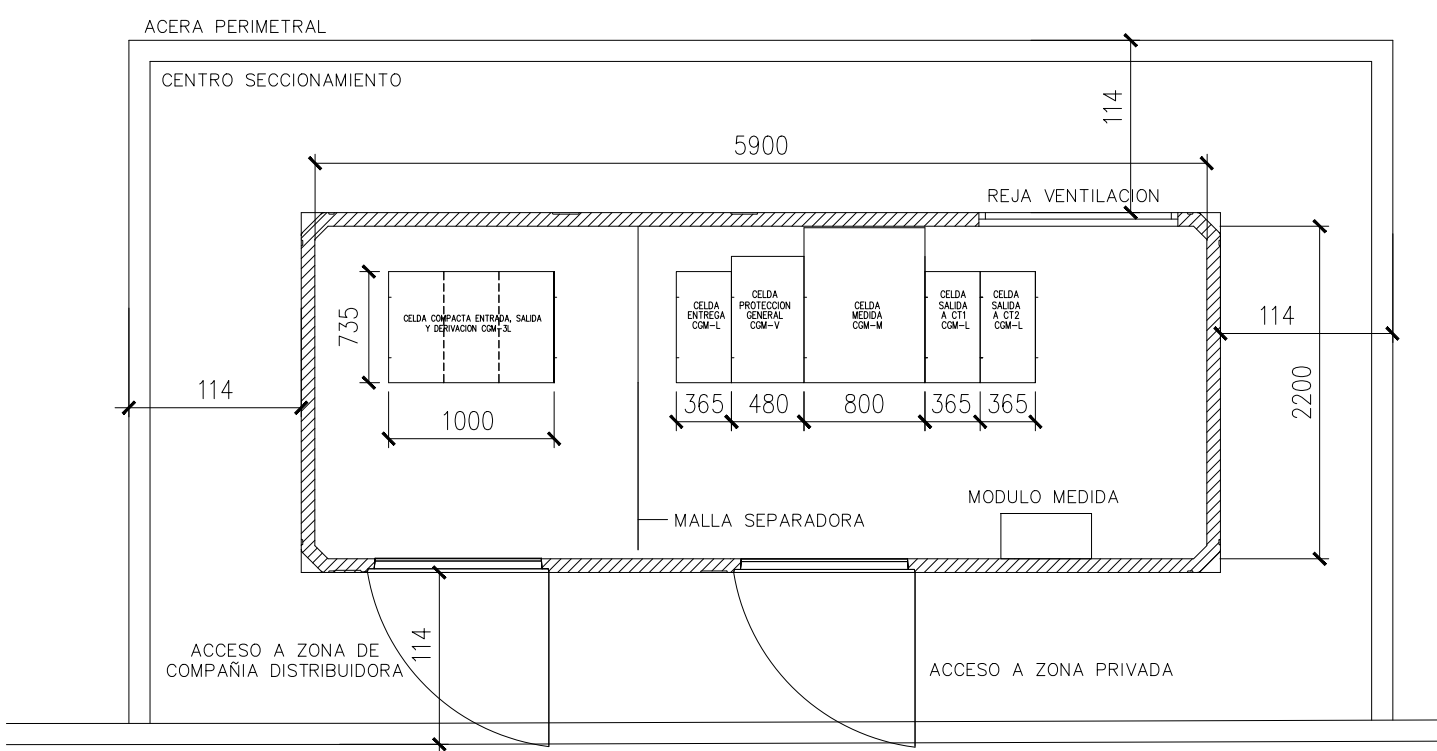 ACERA PERIMETRAL
CENTRO SECCIONAMIENTO
114
5900
REJA VENTILACION
735
CELDA COMPACTA ENTRADA, SALIDA
Y DERIVACION CGM-3L
1000
CELDA
ENTREGA
CGM-L
CELDA
PROTECCION
GENERAL
CGM-V
CELDA
MEDIDA
CGM-M
CELDA
SALIDA
A CT1
CGM-L
CELDA
SALIDA
A CT2
CGM-L
365
480
800
365
365
114
114
2200
MODULO MEDIDA
MALLA SEPARADORA
114
ACCESO A ZONA DE
COMPAÑIA DISTRIBUIDORA
ACCESO A ZONA PRIVADA